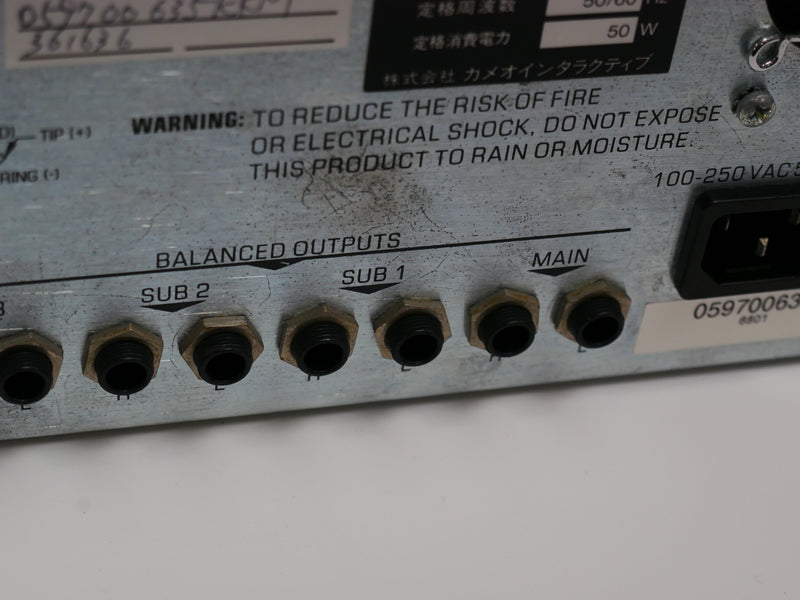 361636
定格周波数 50/60 Hz
定格消費電力 50 W
株式会社 カメオインタラクティブ
WARNING: TO REDUCE THE RISK OF FIRE
OR ELECTRICAL SHOCK, DO NOT EXPOSE
THIS PRODUCT TO RAIN OR MOISTURE.
TIP (+)
RING (-)
100-250 VAC
BALANCED OUTPUTS
SUB 2
SUB 1
MAIN
L R L R L R L
05970063
6801